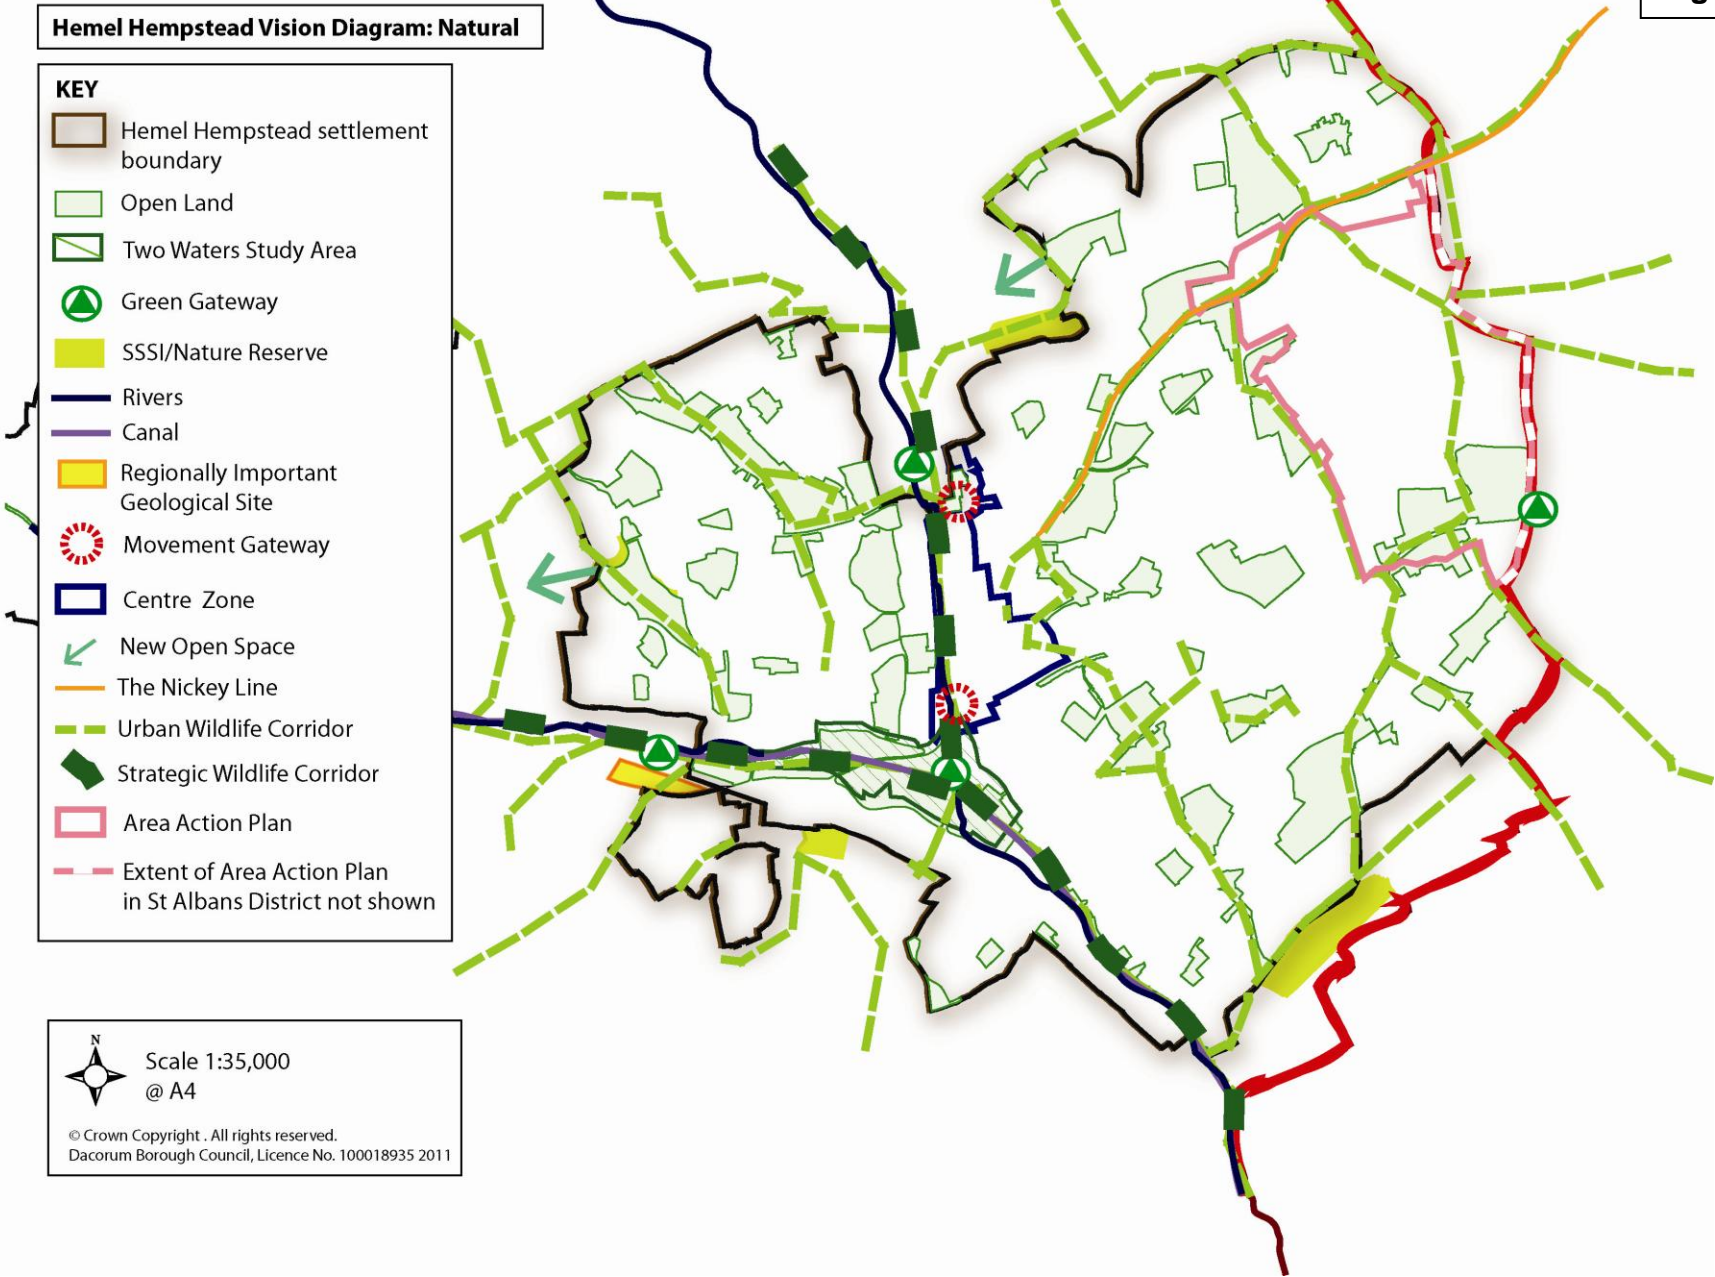 Hemel Hempstead Vision Diagram: Natural
KEY
Hemel Hempstead settlement
boundary
Open Land
Two Waters Study Area
Green Gateway
SSSI/Nature Reserve
Rivers
Canal
Regionally Important
Geological Site
Movement Gateway
Centre Zone
New Open Space
The Nickey Line
Urban Wildlife Corridor
Strategic Wildlife Corridor
Area Action Plan
Extent of Area Action Plan
in St Albans District not shown
N
Scale 1:35,000
@ A4
© Crown Copyright . All rights reserved.
Dacorum Borough Council, Licence No. 100018935 2011